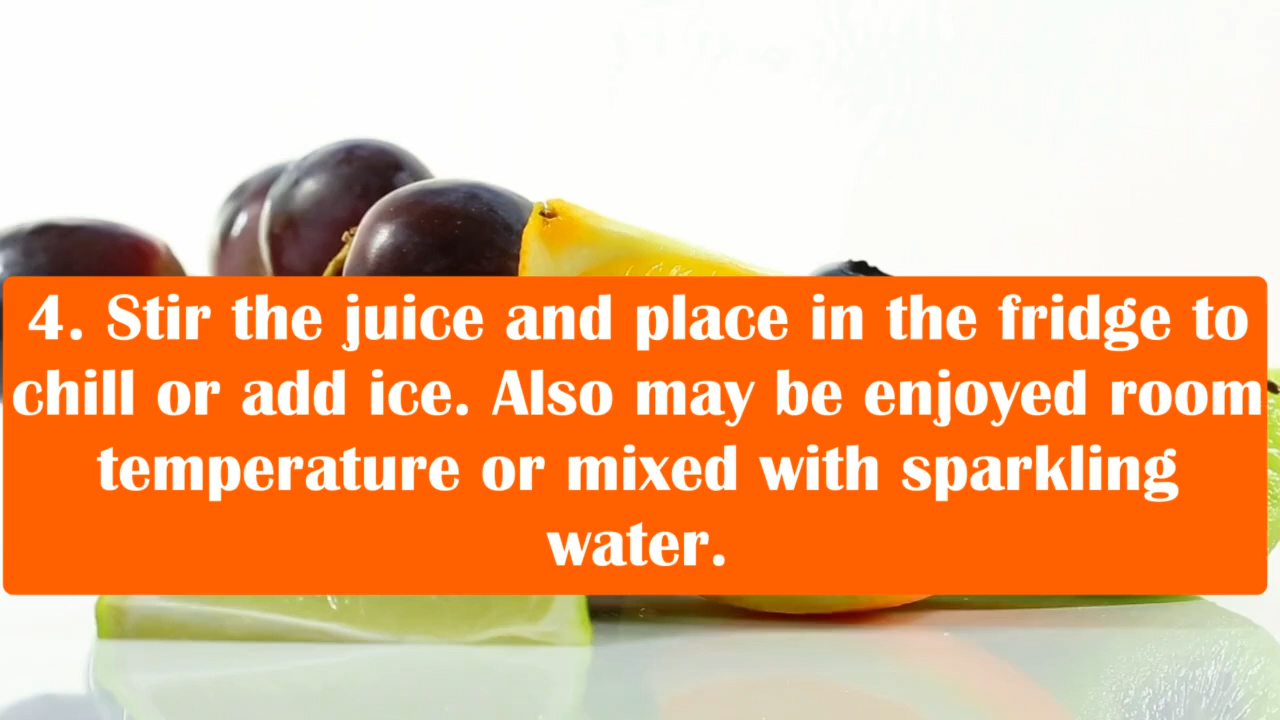 4. Stir the juice and place in the fridge to
chill or add ice. Also may be enjoyed room
temperature or mixed with sparkling
water.